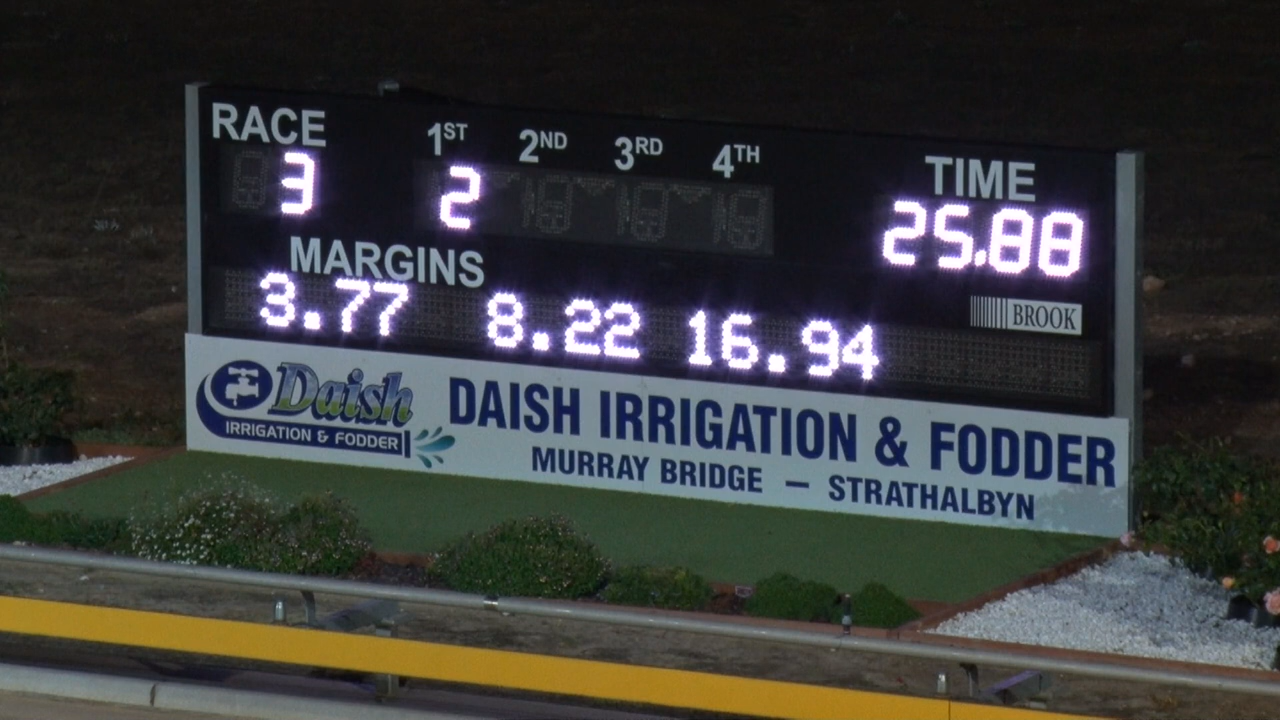 RACE 1ST 2ND 3RD 4TH TIME
3 2 25.88
MARGINS
3.77 8.22 16.94
BROOK
Daish
IRRIGATION & FODDER
DAISH IRRIGATION & FODDER
MURRAY BRIDGE – STRATHALBYN